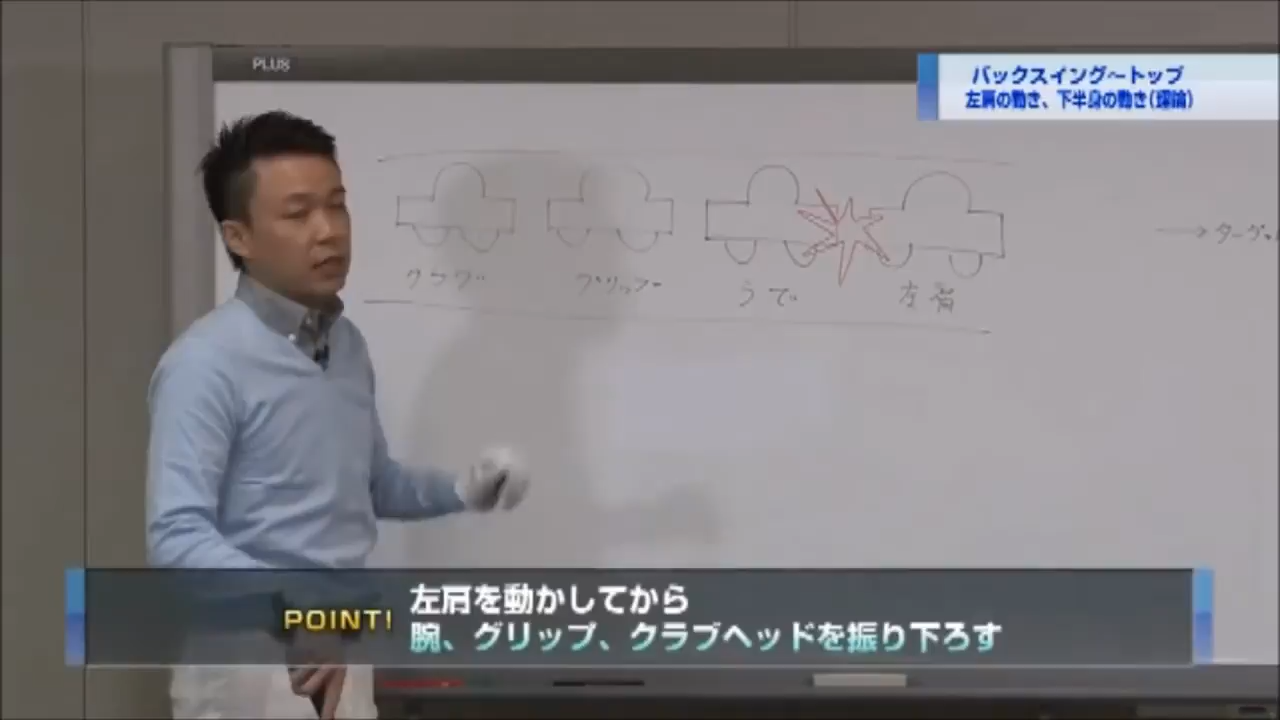 PLUS
バックスイング～トップ
左肩の動き、下半身の動き(理論)
クラブ
グリップ
うで
左肩
→ターゲッ
POINT!
左肩を動かしてから
腕、グリップ、クラブヘッドを振り下ろす